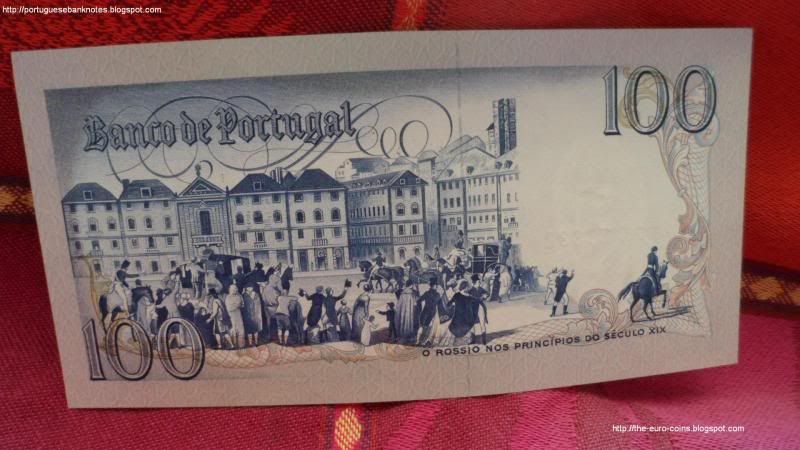 http://portuguesebanknotes.blogspot.com
100
Banco de Portugal
100
O ROSSIO NOS PRINCÍPIOS DO SÉCULO XIX
http://the-euro-coins.blogspot.com